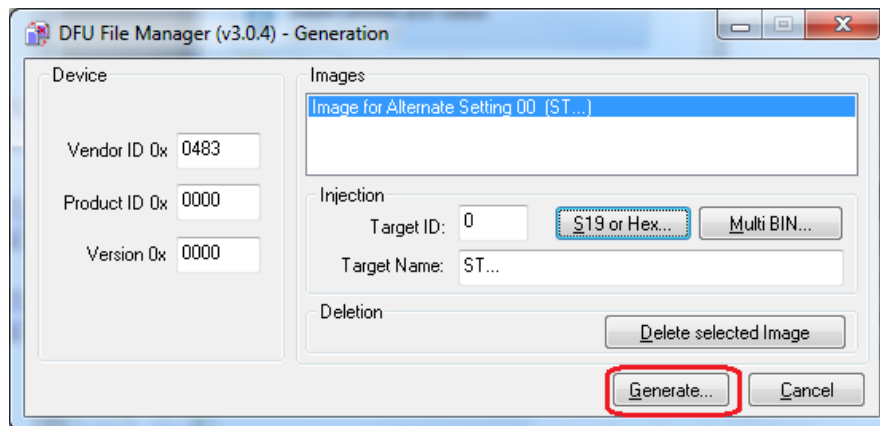 DFU File Manager (v3.0.4) - Generation
Device
Vendor ID 0x 0483
Product ID 0x 0000
Version 0x 0000
Images
Image for Alternate Setting 00 (ST...)
Injection
Target ID: 0
S19 or Hex...
Multi BIN...
Target Name: ST...
Deletion
Delete selected Image
Generate...
Cancel